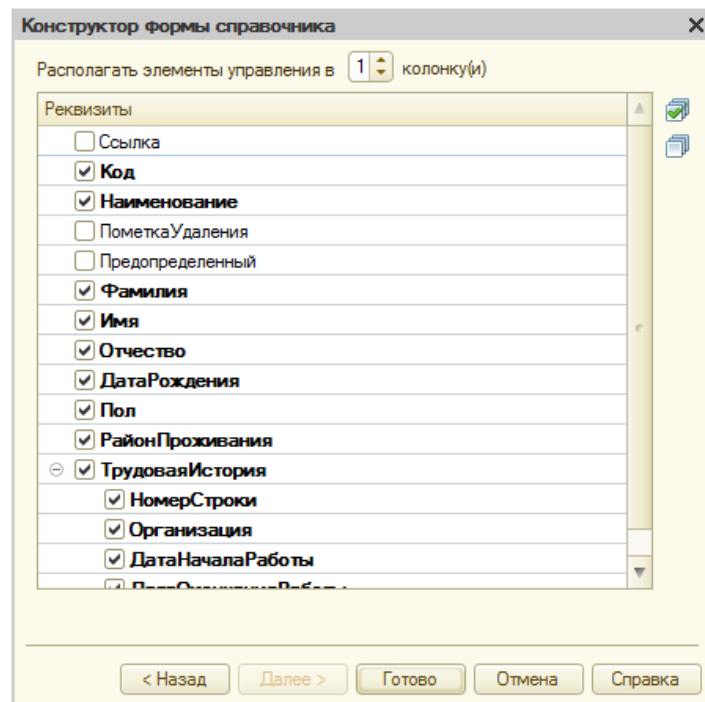 Конструктор формы справочника
Располагать элементы управления в 1 колонку(и)
Реквизиты
Ссылка
Код
Наименование
ПометкаУдаления
Предопределенный
Фамилия
Имя
Отчество
ДатаРождения
Пол
РайонПроживания
ТрудоваяИстория
НомерСтроки
Организация
ДатаНачалаРаботы
< Назад Далее > Готово Отмена Справка